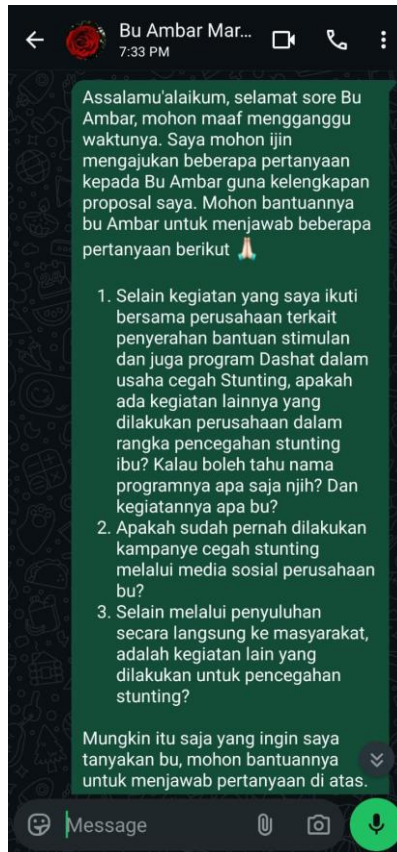 Bu Ambar Mar...
7:33 PM
Assalamu'alaikum, selamat sore Bu
Ambar, mohon maaf mengganggu
waktunya. Saya mohon ijin
mengajukan beberapa pertanyaan
kepada Bu Ambar guna kelengkapan
proposal saya. Mohon bantuannya
bu Ambar untuk menjawab beberapa
pertanyaan berikut 🙏🏻
1. Selain kegiatan yang saya ikuti
bersama perusahaan terkait
penyerahan bantuan stimulan
dan juga program Dashat dalam
usaha cegah Stunting, apakah
ada kegiatan lainnya yang
dilakukan perusahaan dalam
rangka pencegahan stunting
ibu? Kalau boleh tahu nama
programnya apa saja njih? Dan
kegiatannya apa bu?
2. Apakah sudah pernah dilakukan
kampanye cegah stunting
melalui media sosial perusahaan
bu?
3. Selain melalui penyuluhan
secara langsung ke masyarakat,
adalah kegiatan lain yang
dilakukan untuk pencegahan
stunting?
Mungkin itu saja yang ingin saya
tanyakan bu, mohon bantuannya
untuk menjawab pertanyaan di atas.
Message